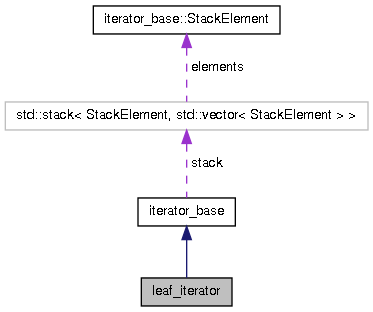 iterator_base::StackElement
elements
std::stack< StackElement, std::vector< StackElement > >
stack
iterator_base
leaf_iterator